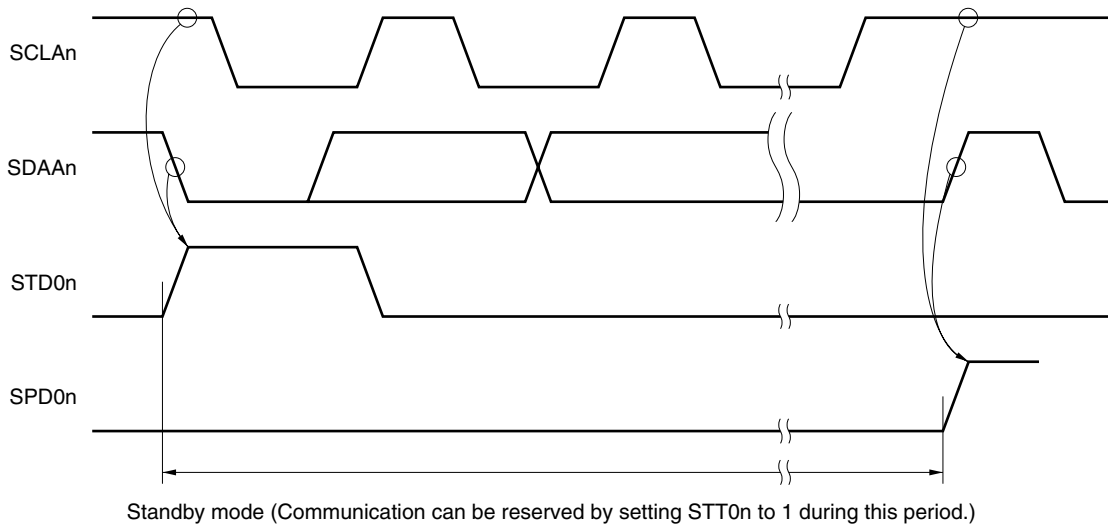 SCLAn
SDAAn
STD0n
SPD0n
Standby mode (Communication can be reserved by setting STT0n to 1 during this period.)